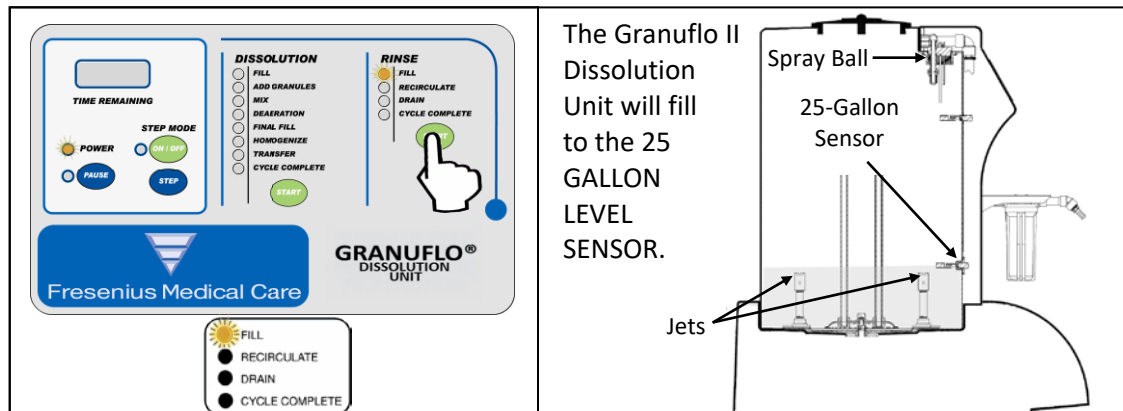 DISSOLUTION
FILL
ADD GRANULES
MIX
DEAERATION
FINAL FILL
HOMOGENIZE
TRANSFER
CYCLE COMPLETE
START
RINSE
FILL
RECIRCULATE
DRAIN
CYCLE COMPLETE
TIME REMAINING
STEP MODE
POWER
ON / OFF
PAUSE
STEP
GRANUFLO®
DISSOLUTION
UNIT
Fresenius Medical Care
FILL
RECIRCULATE
DRAIN
CYCLE COMPLETE
The Granuflo II
Dissolution
Unit will fill
to the 25
GALLON
LEVEL
SENSOR.
Spray Ball
25-Gallon
Sensor
Jets